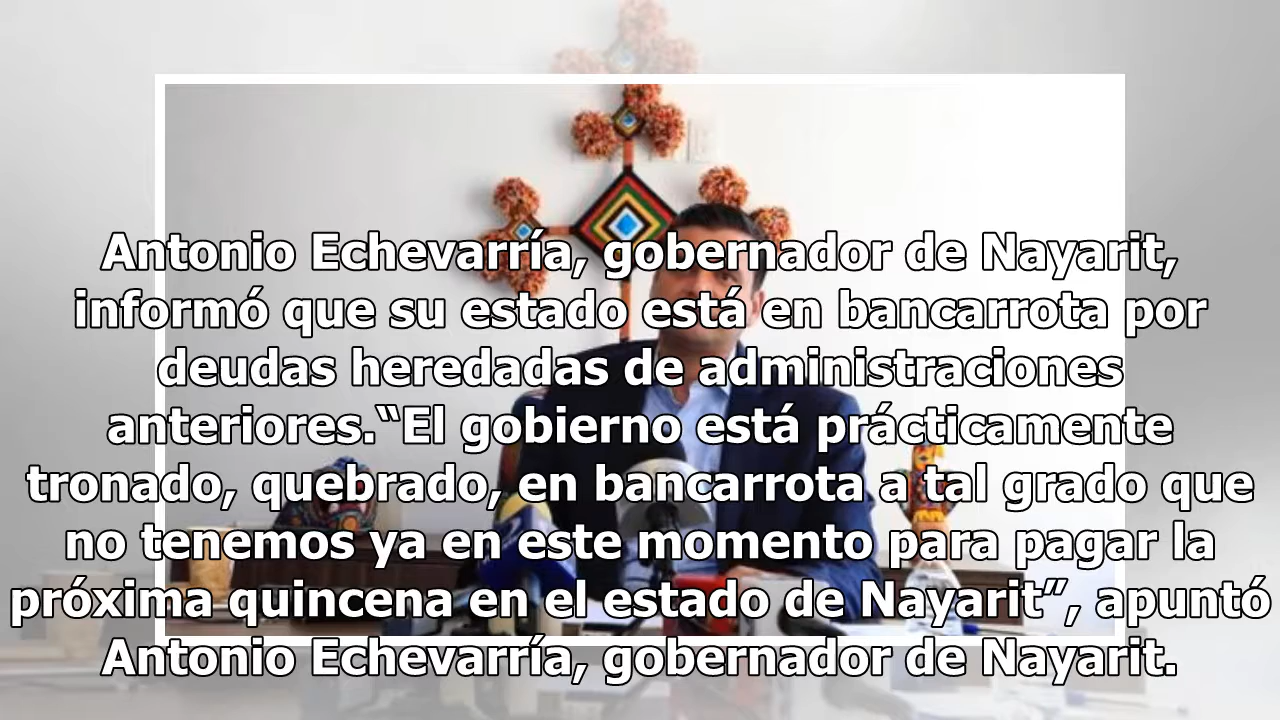 Antonio Echevarría, gobernador de Nayarit,
informó que su estado está en bancarrota por
deudas heredadas de administraciones
anteriores.“El gobierno está prácticamente
tronado, quebrado, en bancarrota a tal grado que
no tenemos ya en este momento para pagar la
próxima quincena en el estado de Nayarit”, apuntó
Antonio Echevarría, gobernador de Nayarit.